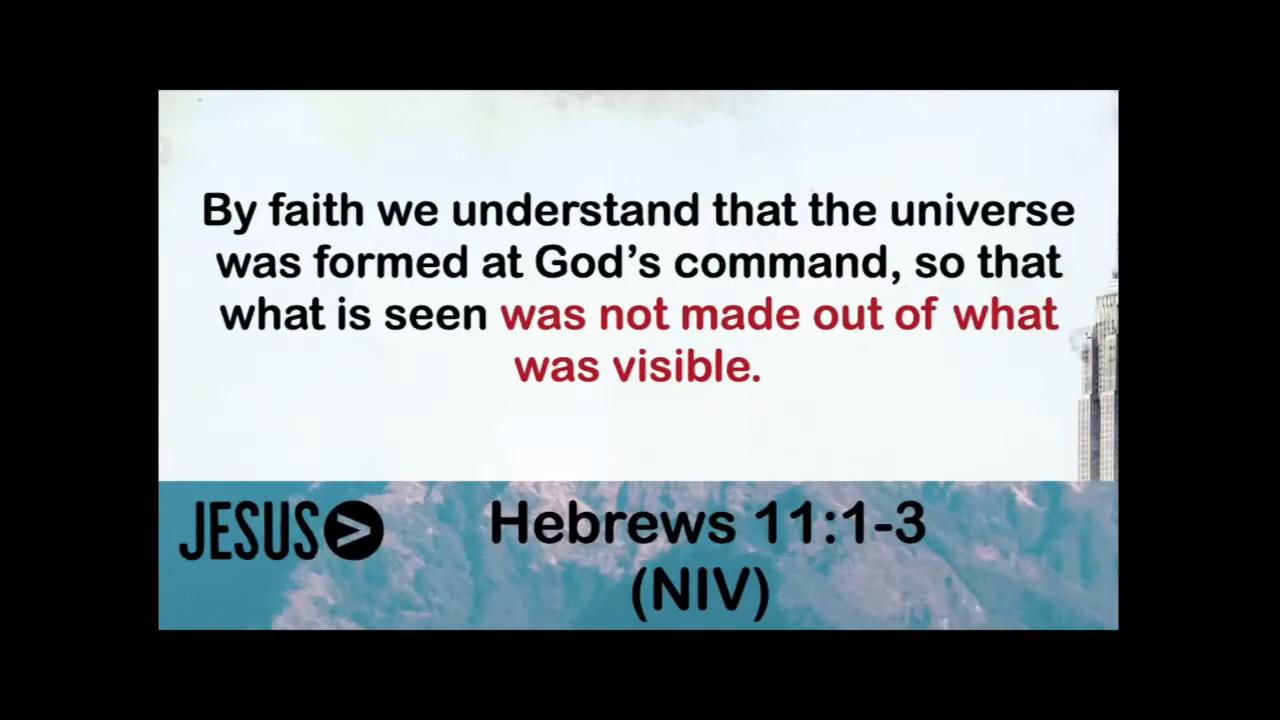 By faith we understand that the universe
was formed at God’s command, so that
what is seen was not made out of what
was visible.
JESUS >
Hebrews 11:1-3
(NIV)